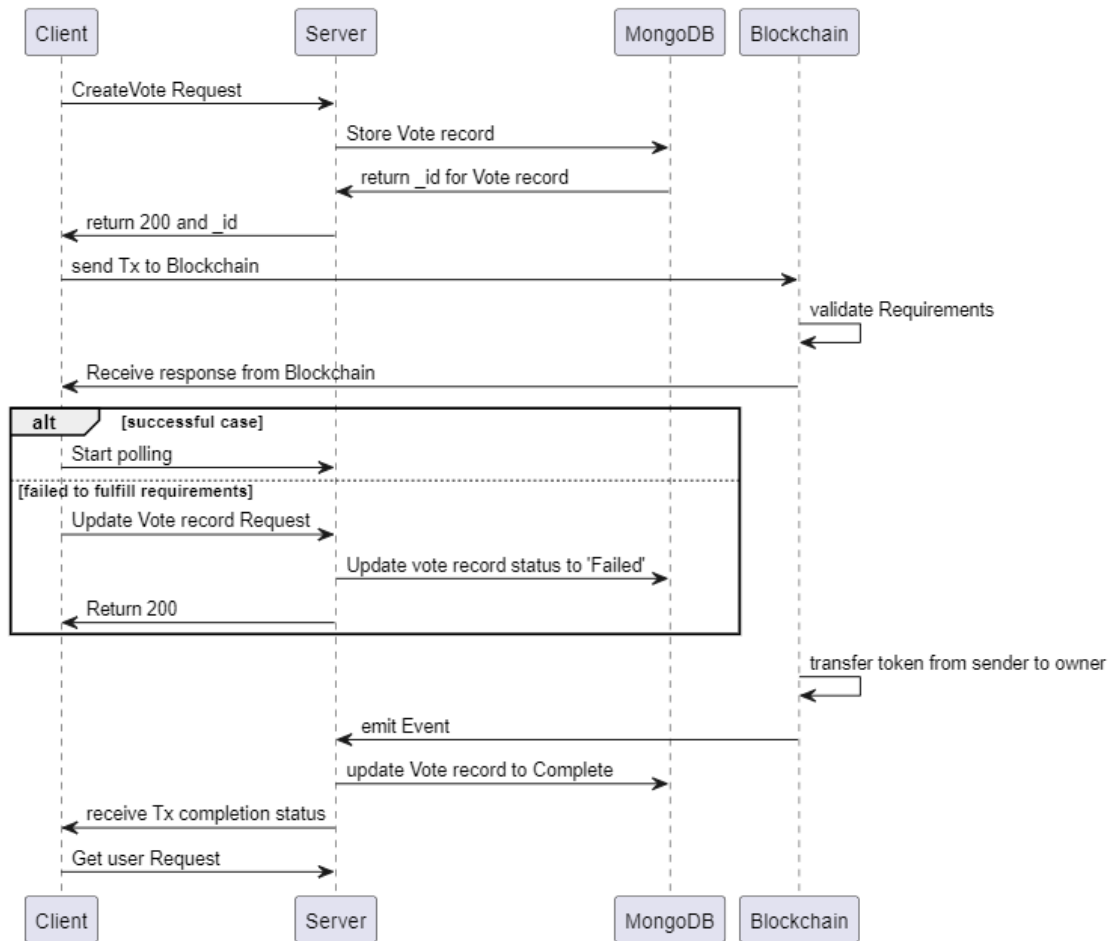 Client Server MongoDB Blockchain
CreateVote Request
Store Vote record
return _id for Vote record
return 200 and _id
send Tx to Blockchain
validate Requirements
Receive response from Blockchain
alt [successful case]
Start polling
[failed to fulfill requirements]
Update Vote record Request
Update vote record status to 'Failed'
Return 200
transfer token from sender to owner
emit Event
update Vote record to Complete
receive Tx completion status
Get user Request
Client Server MongoDB Blockchain